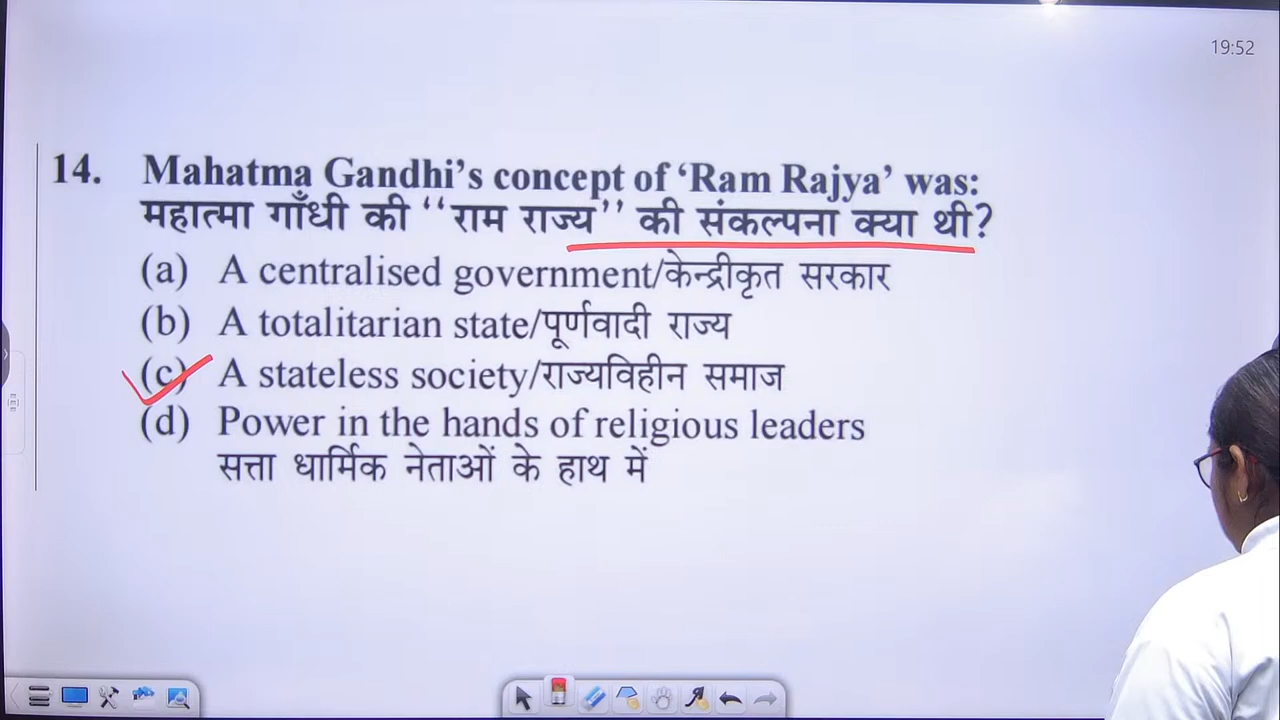 19:52
14. Mahatma Gandhi’s concept of ‘Ram Rajya’ was:
महात्मा गाँधी की ‘‘राम राज्य’’ की संकल्पना क्या थी?
(a) A centralised government/केन्द्रीकृत सरकार
(b) A totalitarian state/पूर्णवादी राज्य
(c) A stateless society/राज्यविहीन समाज
(d) Power in the hands of religious leaders
सत्ता धार्मिक नेताओं के हाथ में